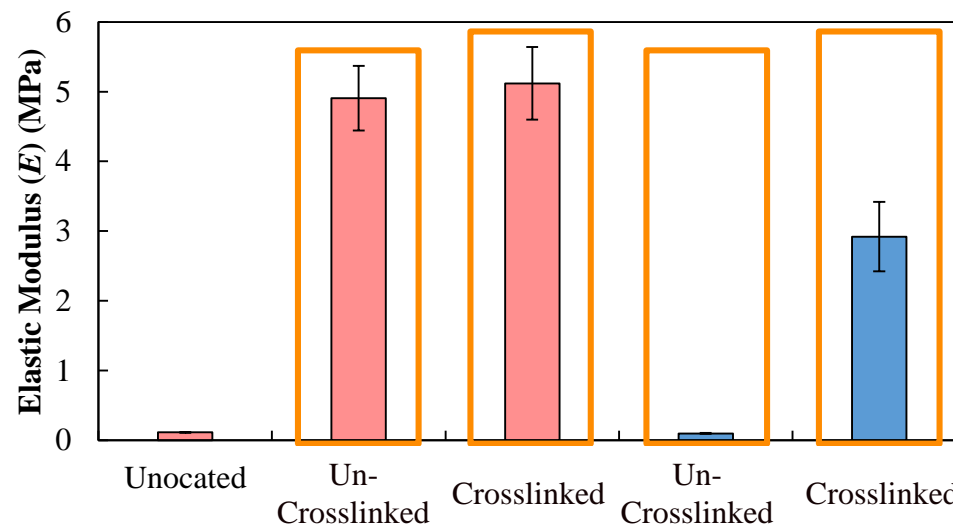 Elastic Modulus (E) (MPa)
6
5
4
3
2
1
0
Unocated
Un-
Crosslinked
Crosslinked
Un-
Crosslinked
Crosslinked